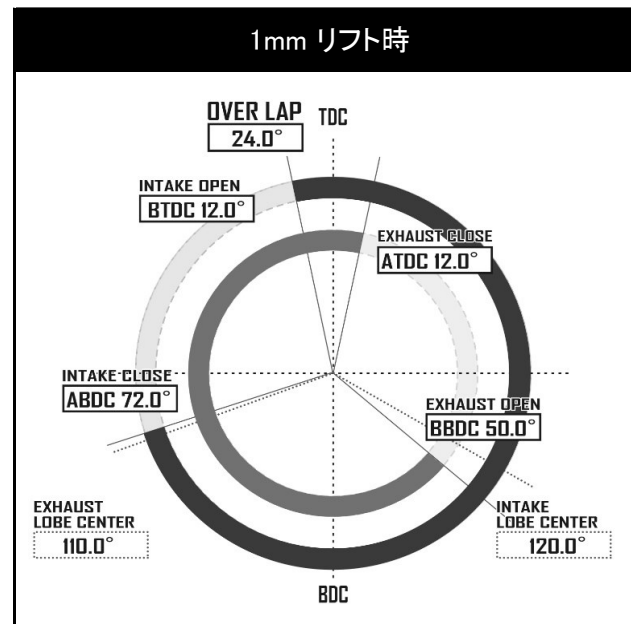 1mm リフト時
OVER LAP
24.0°
TDC
INTAKE OPEN
BTDC 12.0°
EXHAUST CLOSE
ATDC 12.0°
INTAKE CLOSE
ABDC 72.0°
EXHAUST OPEN
BBDC 50.0°
EXHAUST
LOBE CENTER
110.0°
INTAKE
LOBE CENTER
120.0°
BDC